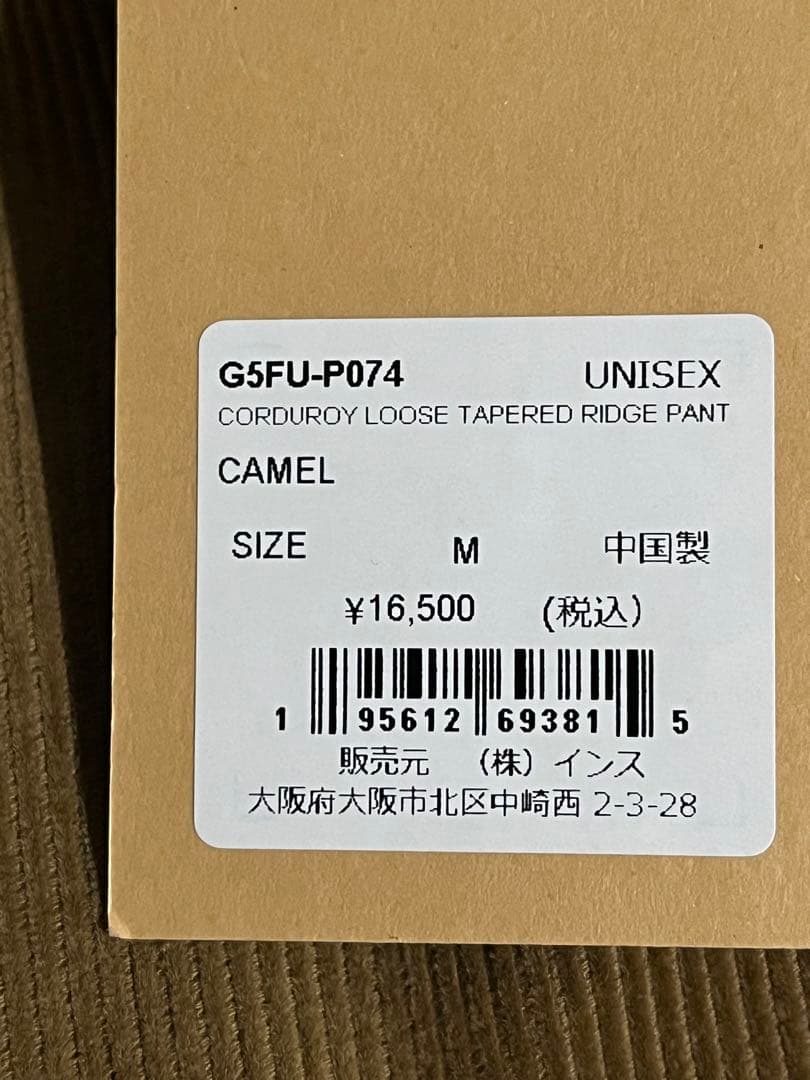 G5FU-P074 UNISEX
CORDUROY LOOSE TAPERED RIDGE PANT
CAMEL
SIZE M 中国製
¥16,500 (税込)
1 95612 69381 5
販売元 (株)インス
大阪府大阪市北区中崎西 2-3-28